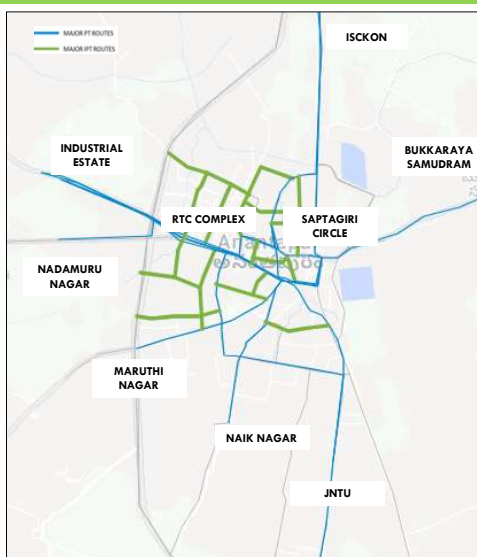 MAJOR PT ROUTES
MAJOR IPT ROUTES
ISCKON
INDUSTRIAL
ESTATE
BUKKARAYA
SAMUDRAM
RTC COMPLEX
SAPTAGIRI
CIRCLE
NADAMURU
NAGAR
MARUTHI
NAGAR
NAIK NAGAR
JNTU